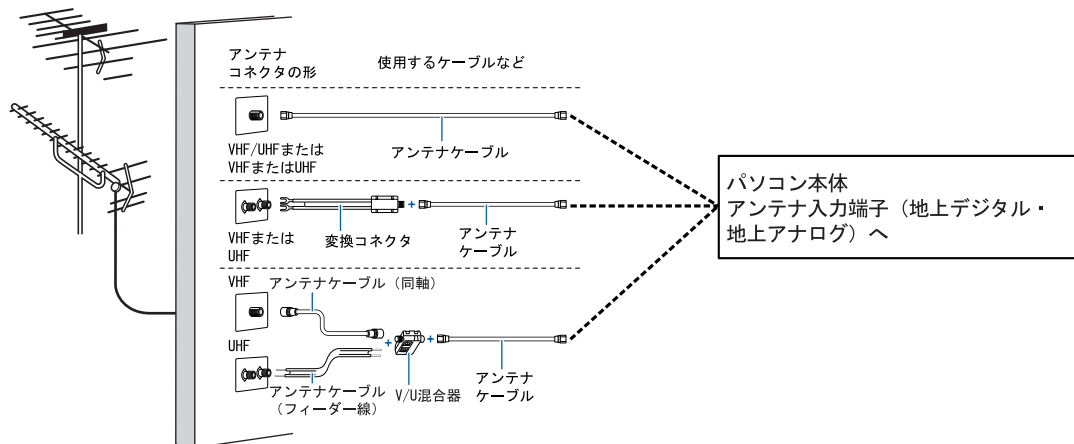 アンテナ
コネクタの形
使用するケーブルなど
VHF/UHFまたは
VHFまたはUHF
アンテナケーブル
VHFまたは
UHF
変換コネクタ
+
アンテナ
ケーブル
VHF
アンテナケーブル（同軸）
UHF
アンテナケーブル
（フィーダー線）
+
V/U混合器
+
アンテナ
ケーブル
パソコン本体
アンテナ入力端子（地上デジタル・
地上アナログ）へ